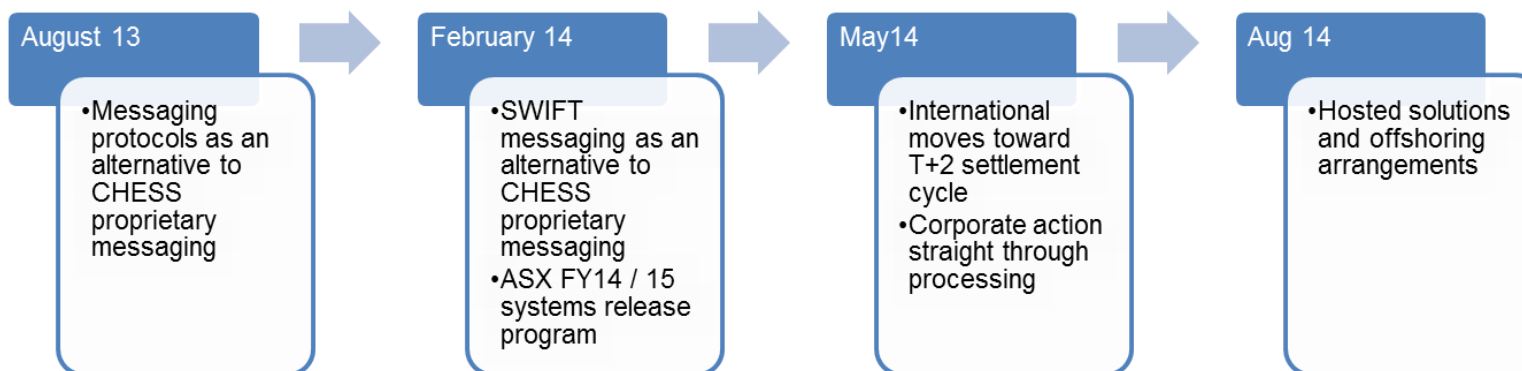 August 13
•Messaging
protocols as an
alternative to
CHESS
proprietary
messaging
February 14
•SWIFT
messaging as an
alternative to
CHESS
proprietary
messaging
•ASX FY14 / 15
systems release
program
May14
•International
moves toward
T+2 settlement
cycle
•Corporate action
straight through
processing
Aug 14
•Hosted solutions
and offshoring
arrangements